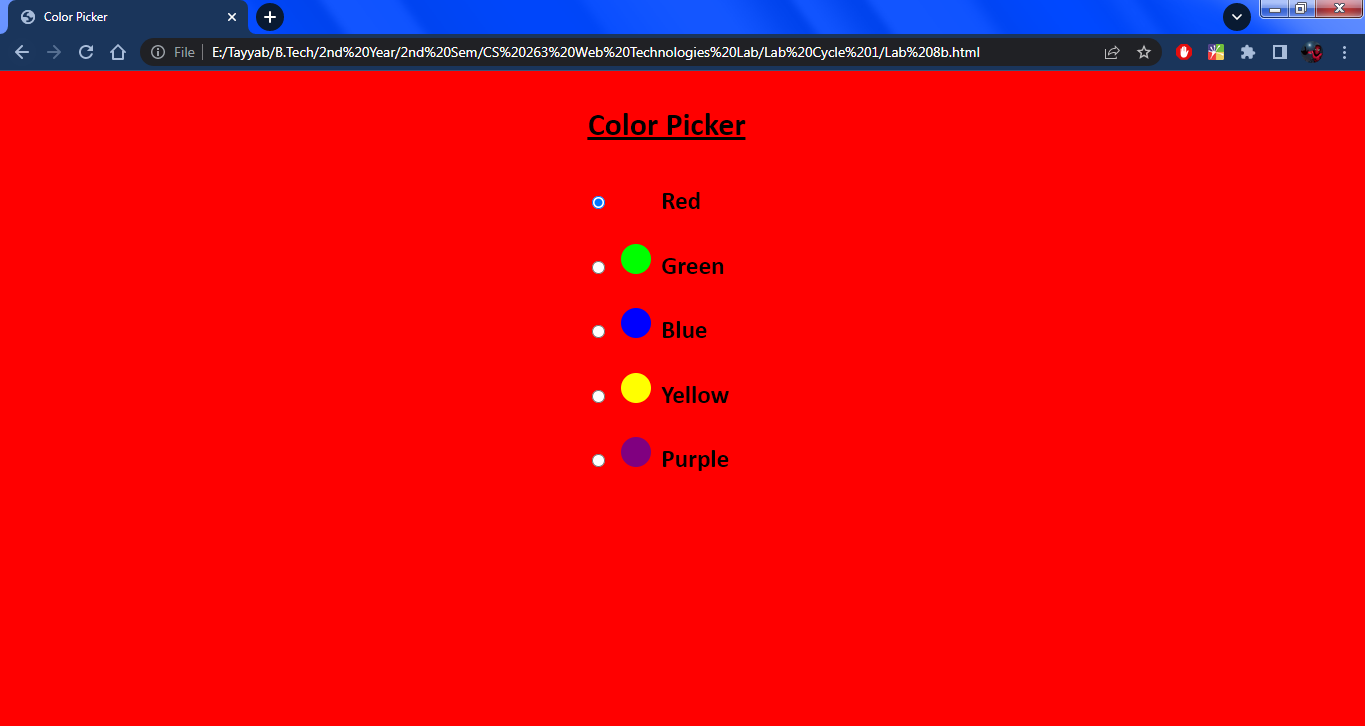 Color Picker
File E:/Tayyab/B.Tech/2nd%20Year/2nd%20Sem/CS%20263%20Web%20Technologies%20Lab/Lab%20Cycle%201/Lab%208b.html
Color Picker
Red
Green
Blue
Yellow
Purple